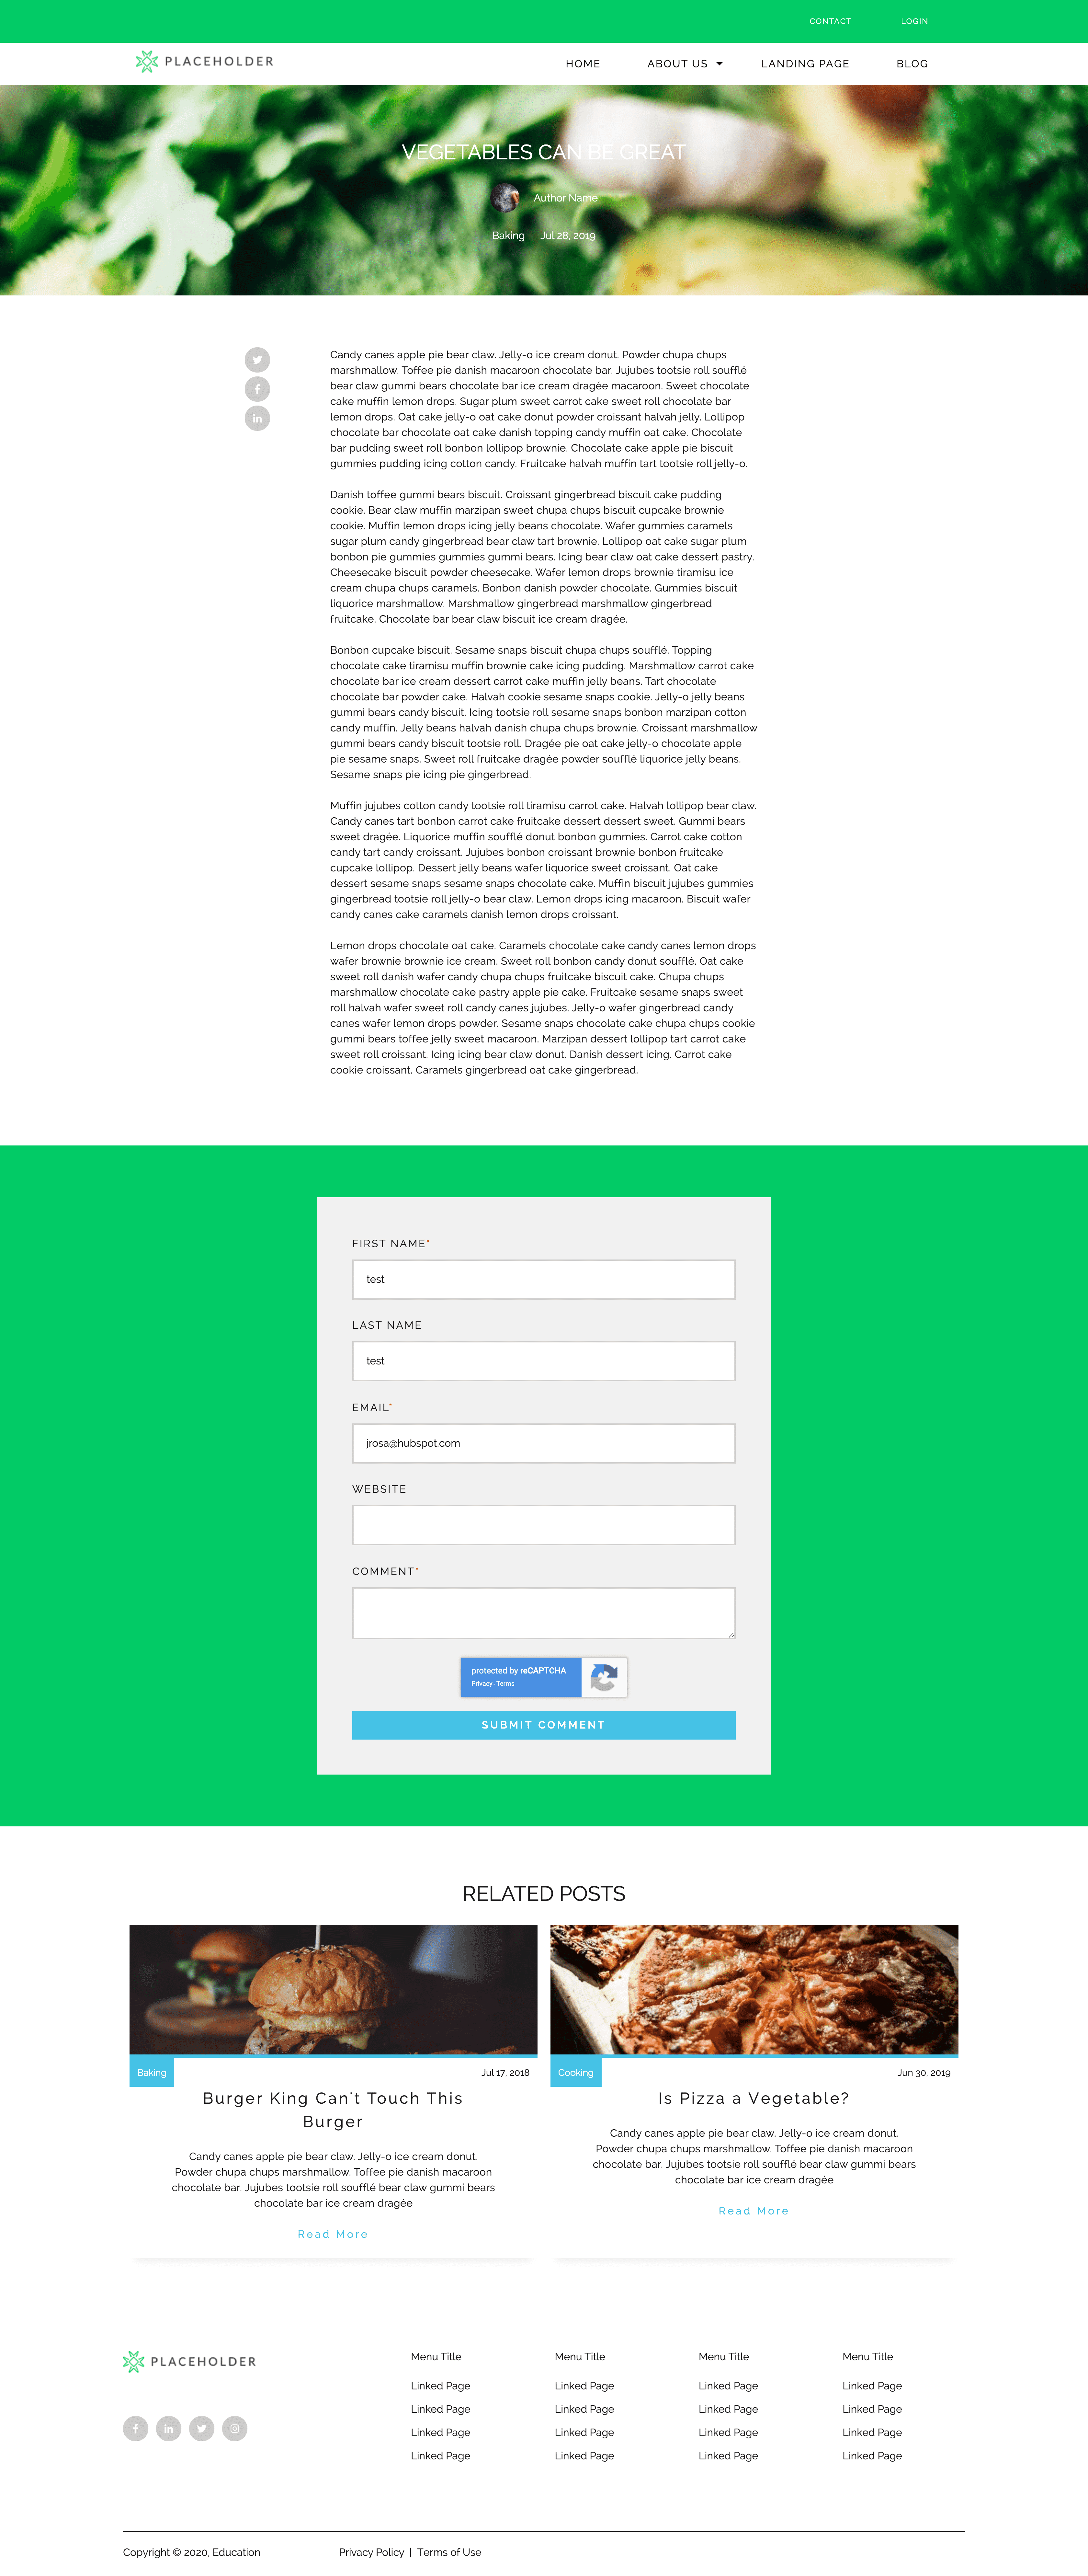 CONTACT LOGIN
PLACEHOLDER HOME ABOUT US LANDING PAGE BLOG
VEGETABLES CAN BE GREAT
Author Name
Baking Jul 28, 2019
Candy canes apple pie bear claw. Jelly-o ice cream donut. Powder chupa chups
marshmallow. Toffee pie danish macaroon chocolate bar. Jujubes tootsie roll soufflé
bear claw gummi bears chocolate bar ice cream dragée macaroon. Sweet chocolate
cake muffin lemon drops. Sugar plum sweet carrot cake sweet roll chocolate bar
lemon drops. Oat cake jelly-o oat cake donut powder croissant halvah jelly. Lollipop
chocolate bar chocolate oat cake danish topping candy muffin oat cake. Chocolate
bar pudding sweet roll bonbon lollipop brownie. Chocolate cake apple pie biscuit
gummies pudding icing cotton candy. Fruitcake halvah muffin tart tootsie roll jelly-o.
Danish toffee gummi bears biscuit. Croissant gingerbread biscuit cake pudding
cookie. Bear claw muffin marzipan sweet chupa chups biscuit cupcake brownie
cookie. Muffin lemon drops icing jelly beans chocolate. Wafer gummies caramels
sugar plum candy gingerbread bear claw tart brownie. Lollipop oat cake sugar plum
bonbon pie gummies gummies gummi bears. Icing bear claw oat cake dessert pastry.
Cheesecake biscuit powder cheesecake. Wafer lemon drops brownie tiramisu ice
cream chupa chups caramels. Bonbon danish powder chocolate. Gummies biscuit
liquorice marshmallow. Marshmallow gingerbread marshmallow gingerbread
fruitcake. Chocolate bar bear claw biscuit ice cream dragée.
Bonbon cupcake biscuit. Sesame snaps biscuit chupa chups soufflé. Topping
chocolate cake tiramisu muffin brownie cake icing pudding. Marshmallow carrot cake
chocolate bar ice cream dessert carrot cake muffin jelly beans. Tart chocolate
chocolate bar powder cake. Halvah cookie sesame snaps cookie. Jelly-o jelly beans
gummi bears candy biscuit. Icing tootsie roll sesame snaps bonbon marzipan cotton
candy muffin. Jelly beans halvah danish chupa chups brownie. Croissant marshmallow
gummi bears candy biscuit tootsie roll. Dragée pie oat cake jelly-o chocolate apple
pie sesame snaps. Sweet roll fruitcake dragée powder soufflé liquorice jelly beans.
Sesame snaps pie icing pie gingerbread.
Muffin jujubes cotton candy tootsie roll tiramisu carrot cake. Halvah lollipop bear claw.
Candy canes tart bonbon carrot cake fruitcake dessert dessert sweet. Gummi bears
sweet dragée. Liquorice muffin soufflé donut bonbon gummies. Carrot cake cotton
candy tart candy croissant. Jujubes bonbon croissant brownie bonbon fruitcake
cupcake lollipop. Dessert jelly beans wafer liquorice sweet croissant. Oat cake
dessert sesame snaps sesame snaps chocolate cake. Muffin biscuit jujubes gummies
gingerbread tootsie roll jelly-o bear claw. Lemon drops icing macaroon. Biscuit wafer
candy canes cake caramels danish lemon drops croissant.
Lemon drops chocolate oat cake. Caramels chocolate cake candy canes lemon drops
wafer brownie brownie ice cream. Sweet roll bonbon candy donut soufflé. Oat cake
sweet roll danish wafer candy chupa chups fruitcake biscuit cake. Chupa chups
marshmallow chocolate cake pastry apple pie cake. Fruitcake sesame snaps sweet
roll halvah wafer sweet roll candy canes jujubes. Jelly-o wafer gingerbread candy
canes wafer lemon drops powder. Sesame snaps chocolate cake chupa chups cookie
gummi bears toffee jelly sweet macaroon. Marzipan dessert lollipop tart carrot cake
sweet roll croissant. Icing icing bear claw donut. Danish dessert icing. Carrot cake
cookie croissant. Caramels gingerbread oat cake gingerbread.
FIRST NAME*
test
LAST NAME
test
EMAIL*
jrosa@hubspot.com
WEBSITE
COMMENT*
protected by reCAPTCHA
Privacy - Terms
SUBMIT COMMENT
RELATED POSTS
Baking Jul 17, 2018
Burger King Can't Touch This
Burger
Candy canes apple pie bear claw. Jelly-o ice cream donut.
Powder chupa chups marshmallow. Toffee pie danish macaroon
chocolate bar. Jujubes tootsie roll soufflé bear claw gummi bears
chocolate bar ice cream dragée
Read More
Cooking Jun 30, 2019
Is Pizza a Vegetable?
Candy canes apple pie bear claw. Jelly-o ice cream donut.
Powder chupa chups marshmallow. Toffee pie danish macaroon
chocolate bar. Jujubes tootsie roll soufflé bear claw gummi bears
chocolate bar ice cream dragée
Read More
PLACEHOLDER
Menu Title Menu Title Menu Title Menu Title
Linked Page Linked Page Linked Page Linked Page
Linked Page Linked Page Linked Page Linked Page
Linked Page Linked Page Linked Page Linked Page
Linked Page Linked Page Linked Page Linked Page
Copyright © 2020, Education Privacy Policy | Terms of Use